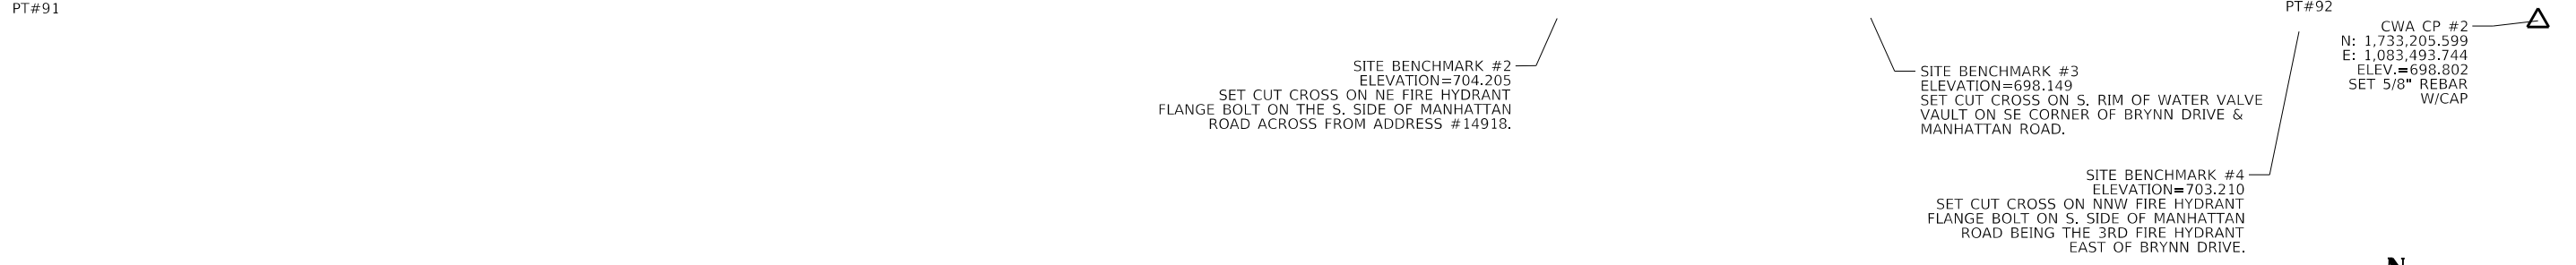 PT#91
SITE BENCHMARK #2
ELEVATION=704.205
SET CUT CROSS ON NE FIRE HYDRANT
FLANGE BOLT ON THE S. SIDE OF MANHATTAN
ROAD ACROSS FROM ADDRESS #14918.
SITE BENCHMARK #3
ELEVATION=698.149
SET CUT CROSS ON S. RIM OF WATER VALVE
VAULT ON SE CORNER OF BRYNN DRIVE &
MANHATTAN ROAD.
PT#92
CWA CP #2
N: 1,733,205.599
E: 1,083,493.744
ELEV.=698.802
SET 5/8" REBAR
W/CAP
SITE BENCHMARK #4
ELEVATION=703.210
SET CUT CROSS ON NNW FIRE HYDRANT
FLANGE BOLT ON S. SIDE OF MANHATTAN
ROAD BEING THE 3RD FIRE HYDRANT
EAST OF BRYNN DRIVE.
N